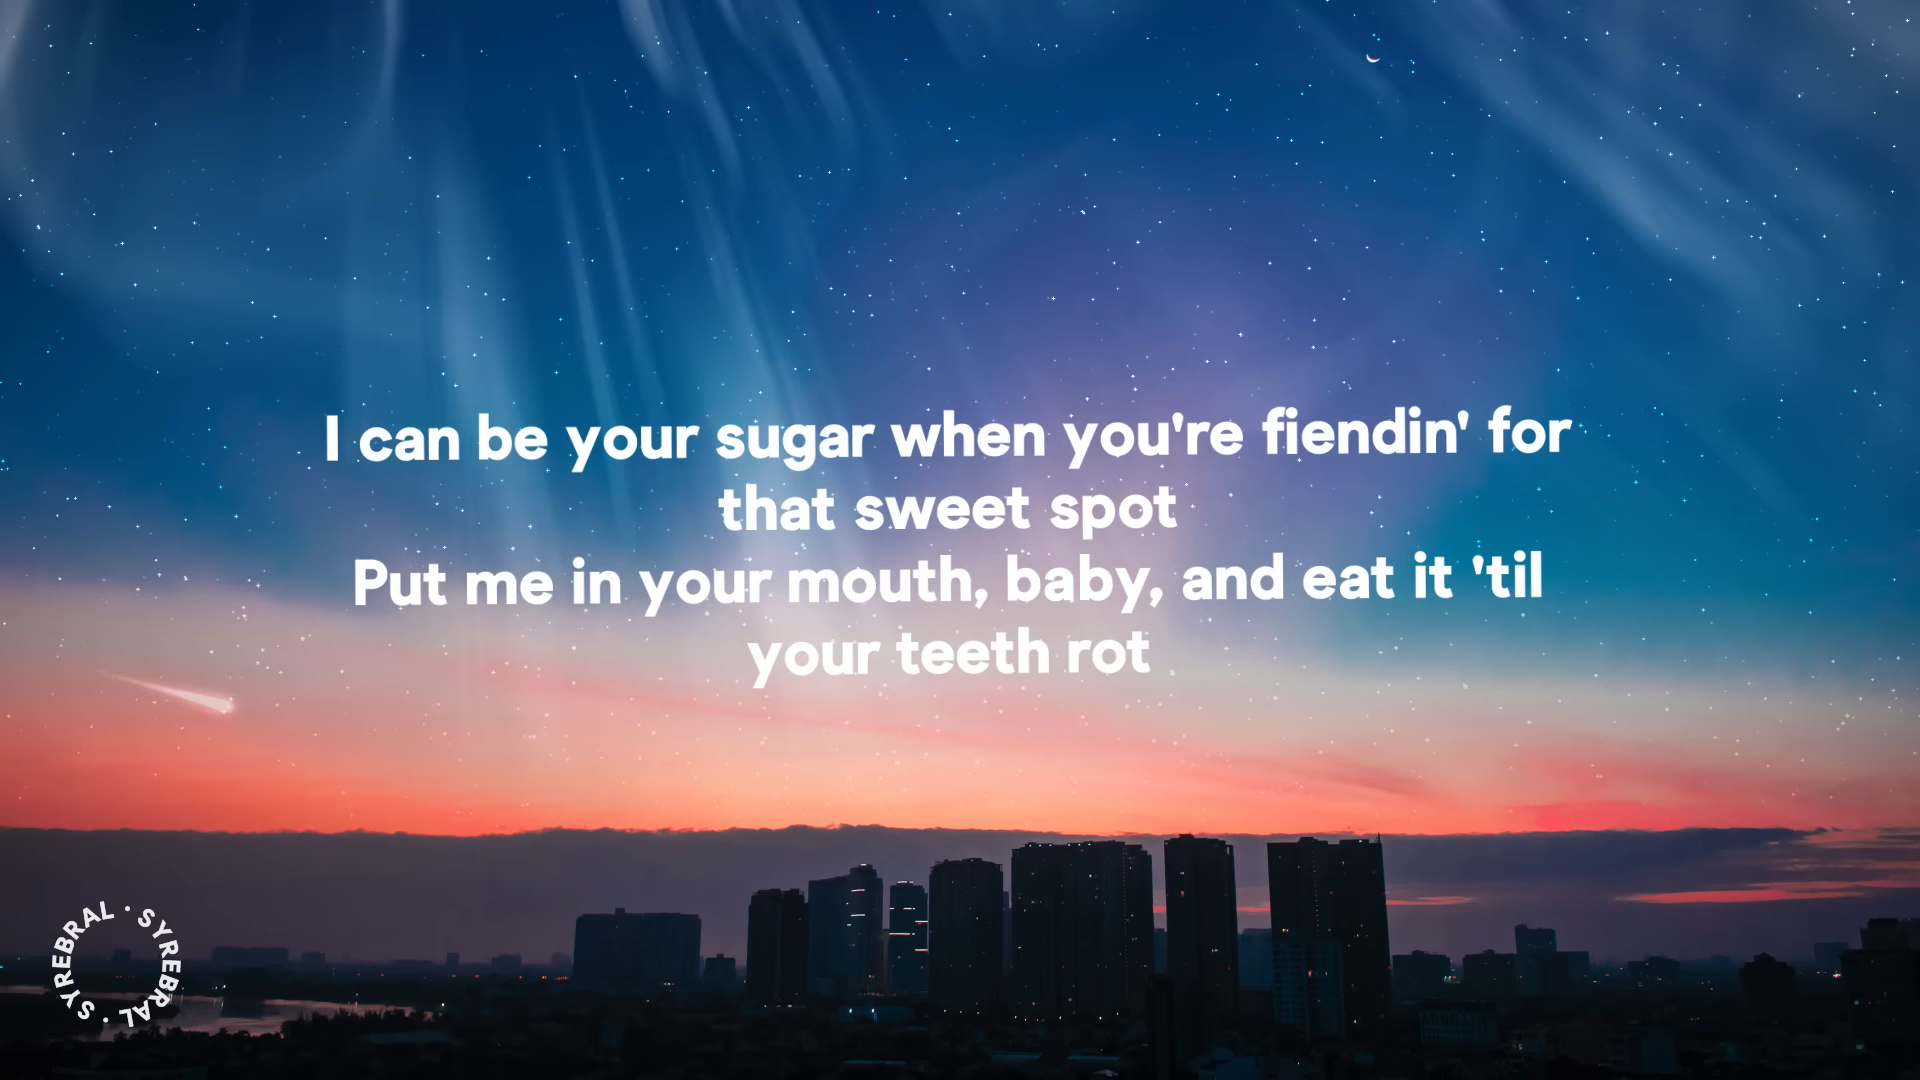 I can be your sugar when you're fiendin' for
that sweet spot
Put me in your mouth, baby, and eat it 'til
your teeth rot
SYREBRAL · SYREBRAL ·